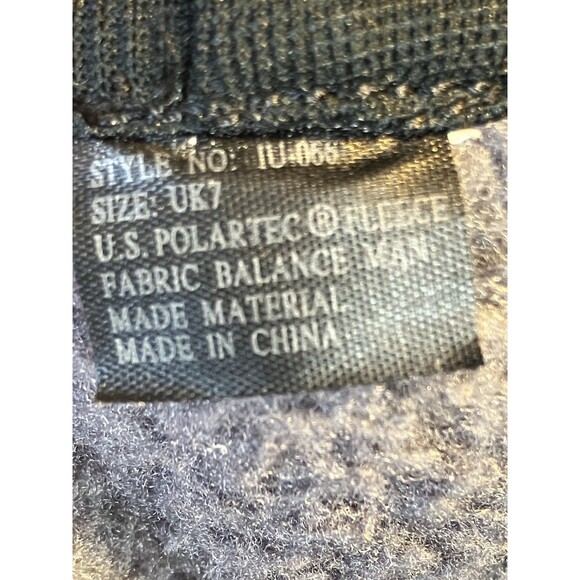 STYLE NO: IU-066
SIZE: UK7
U.S. POLARTEC® FLEECE
FABRIC BALANCE MAN
MADE MATERIAL
MADE IN CHINA